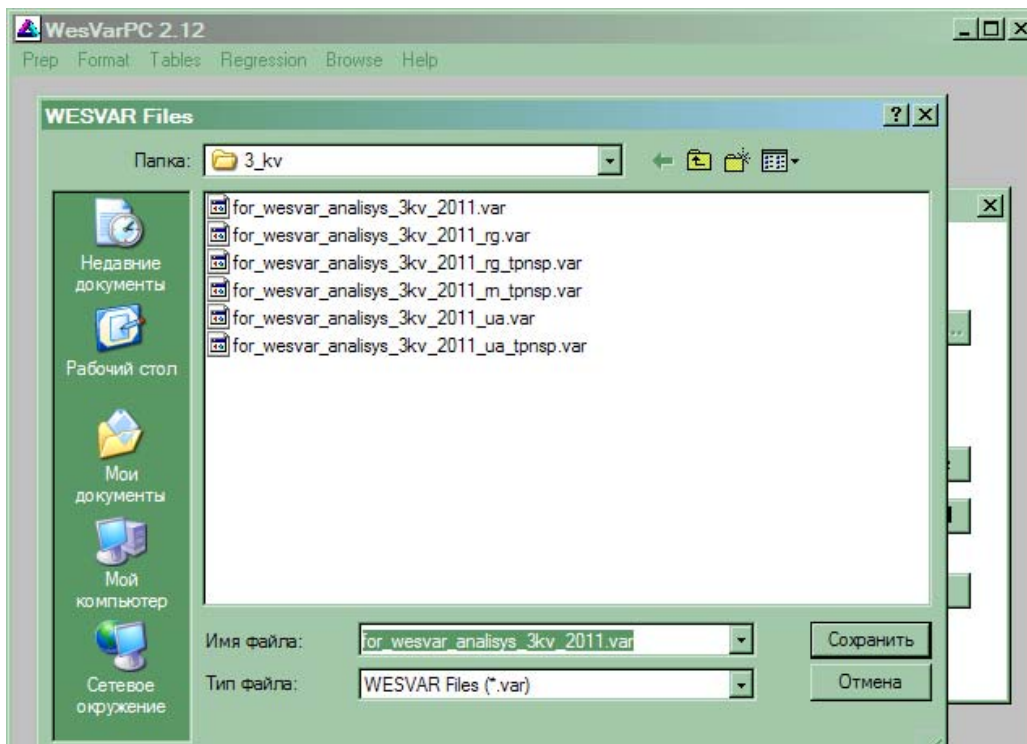 WesVarPC 2.12
Prep Format Tables Regression Browse Help
WESVAR Files
Папка: 3_kv
for_wesvar_analisys_3kv_2011.var
for_wesvar_analisys_3kv_2011_rg.var
for_wesvar_analisys_3kv_2011_rg_tpnsp.var
for_wesvar_analisys_3kv_2011_rn_tpnsp.var
for_wesvar_analisys_3kv_2011_ua.var
for_wesvar_analisys_3kv_2011_ua_tpnsp.var
Недавние
документы
Рабочий стол
Мои
документы
Мой
компьютер
Сетевое
окружение
Имя файла: for_wesvar_analisys_3kv_2011.var Сохранить
Тип файла: WESVAR Files (*.var) Отмена